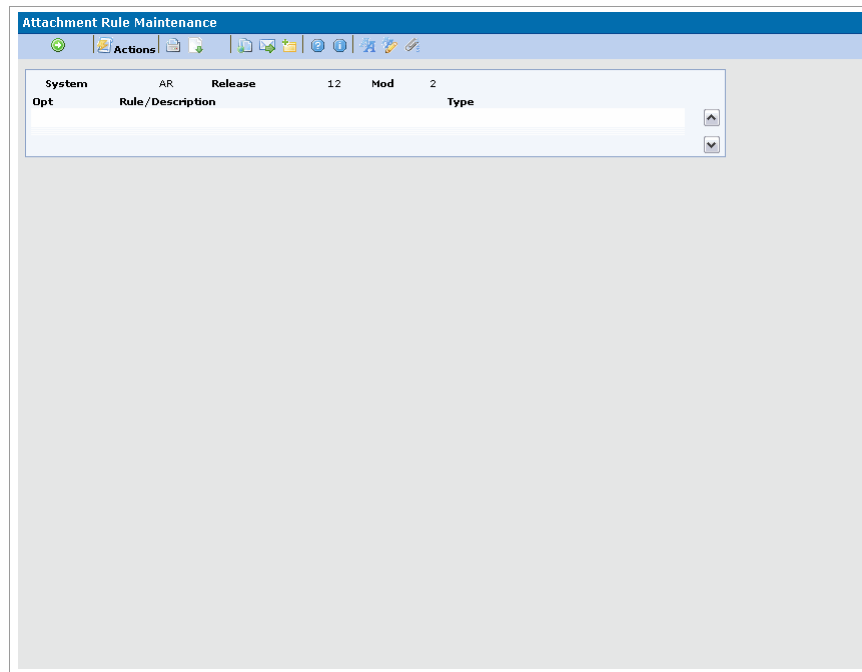 Attachment Rule Maintenance
Actions
System AR Release 12 Mod 2
Opt Rule/Description Type